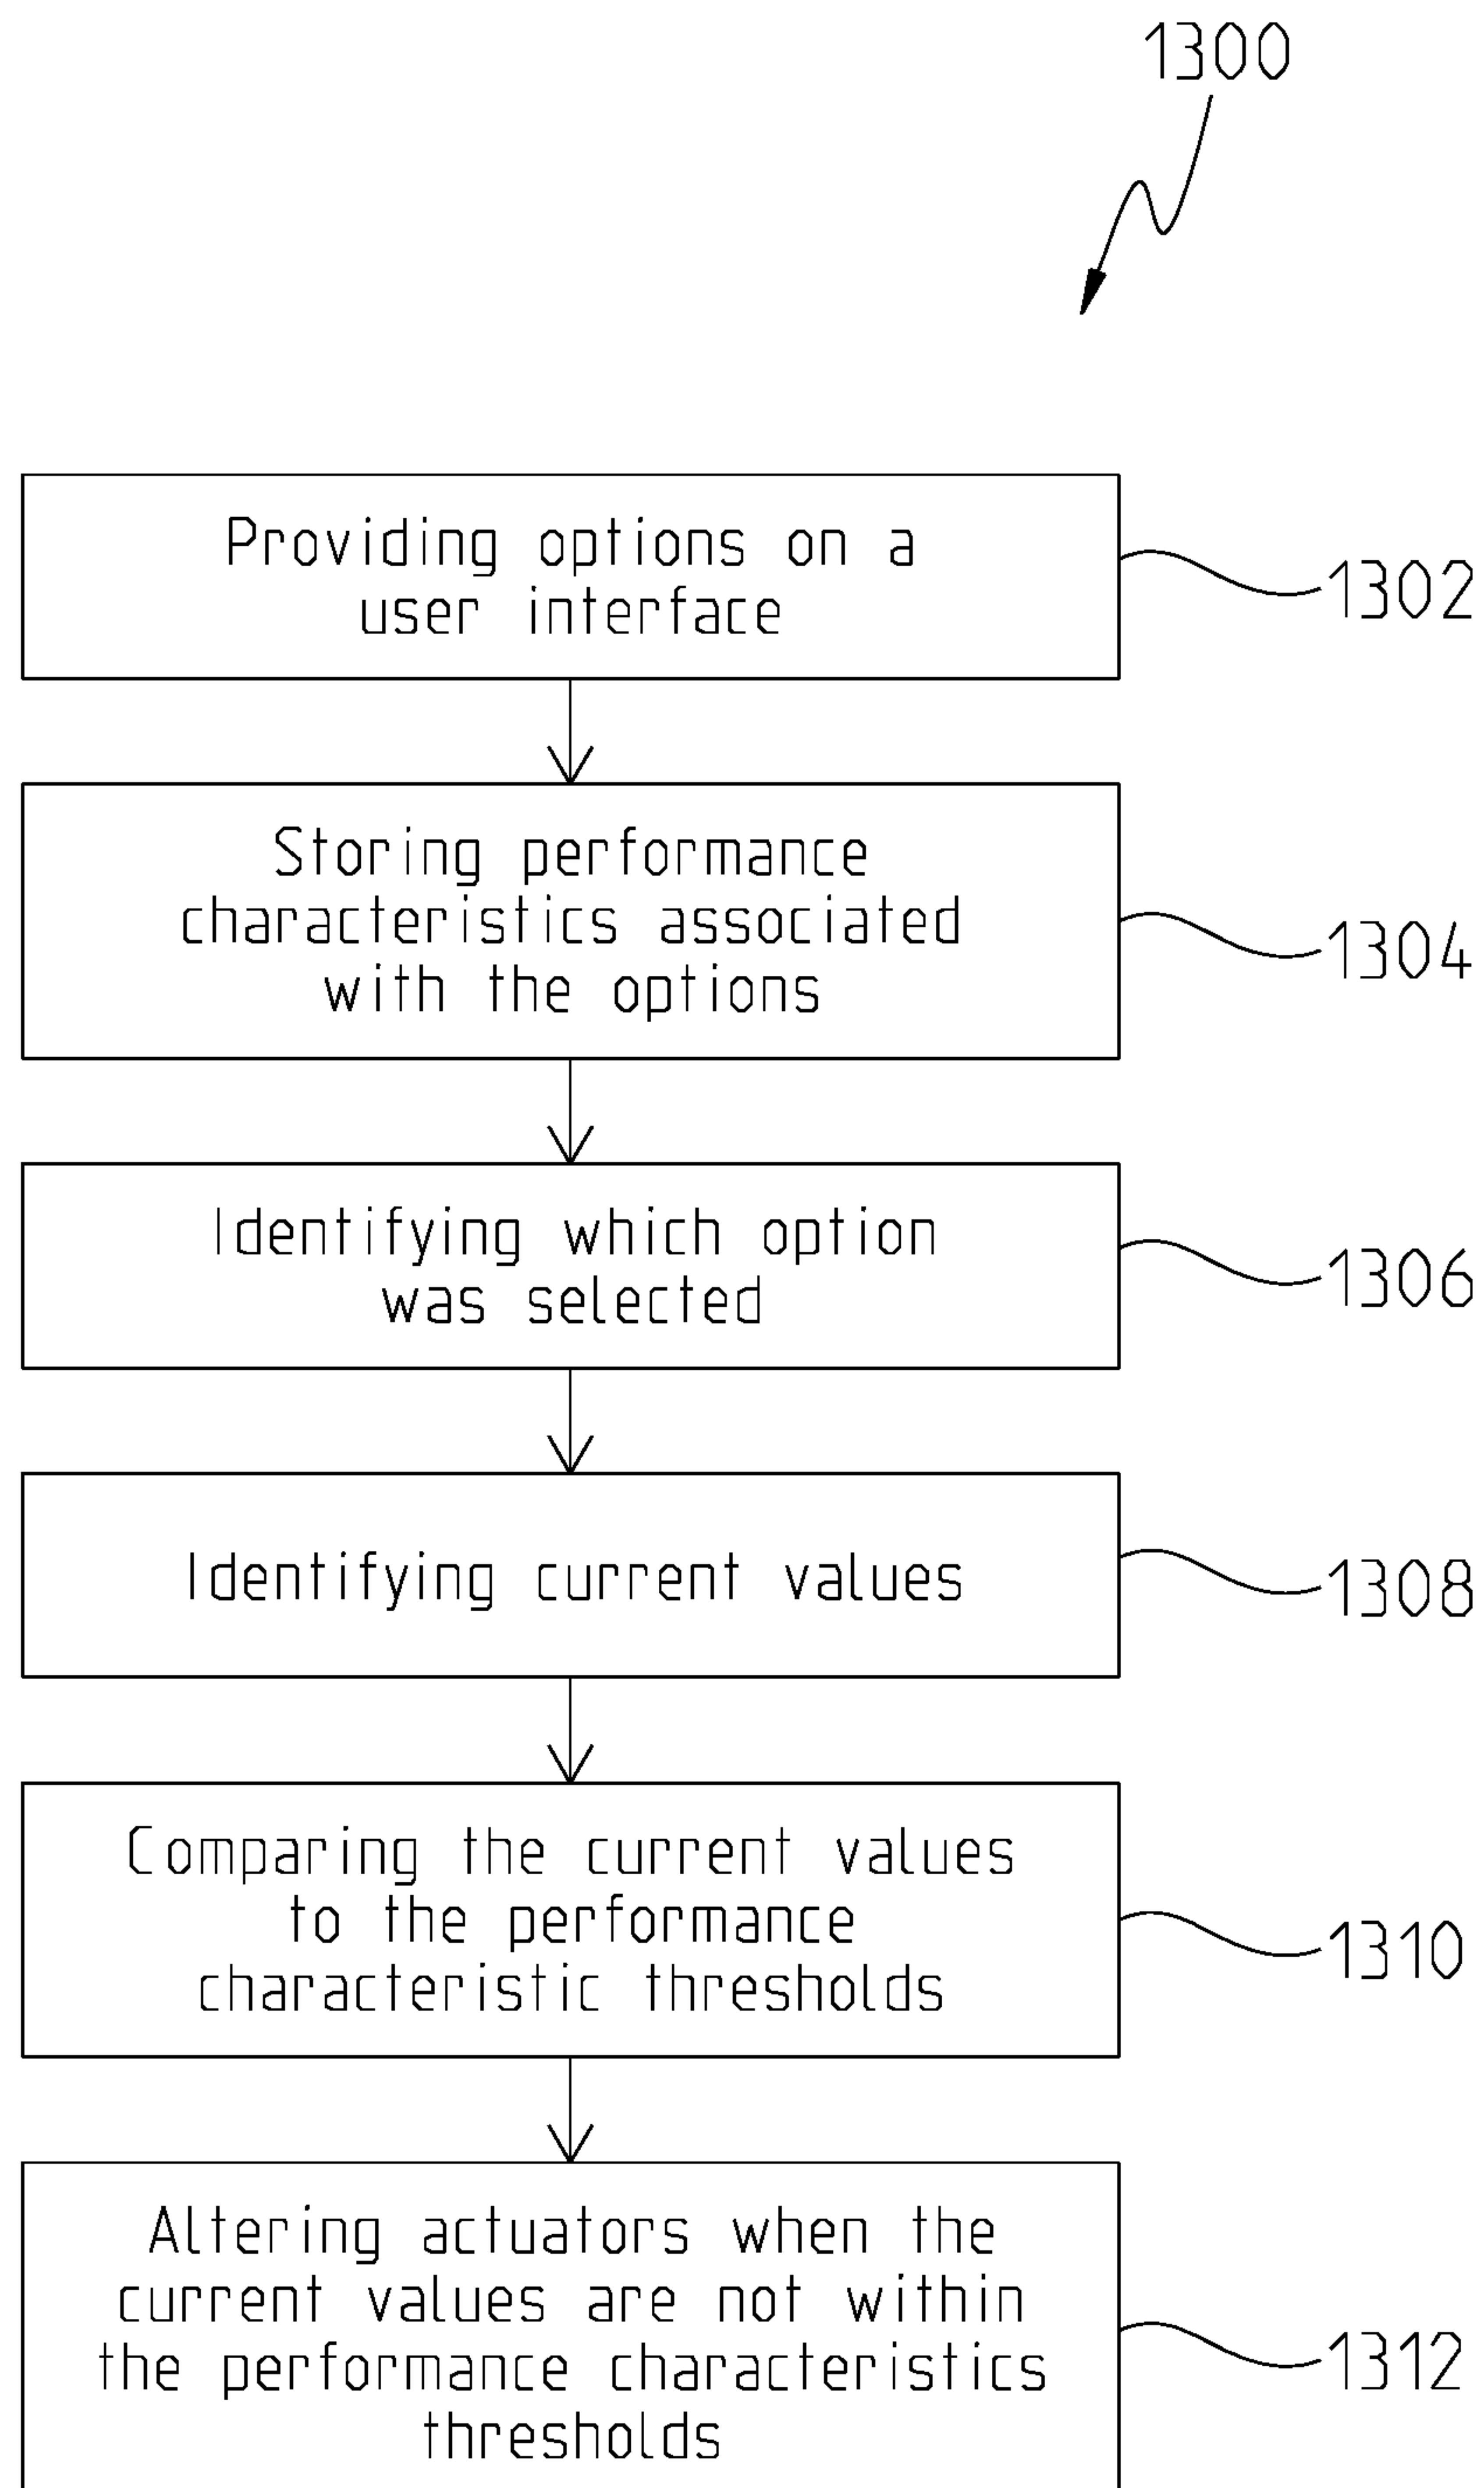 1300
Providing options on a
user interface
1302
Storing performance
characteristics associated
with the options
1304
Identifying which option
was selected
1306
Identifying current values
1308
Comparing the current values
to the performance
characteristic thresholds
1310
Altering actuators when the
current values are not within
the performance characteristics
thresholds
1312